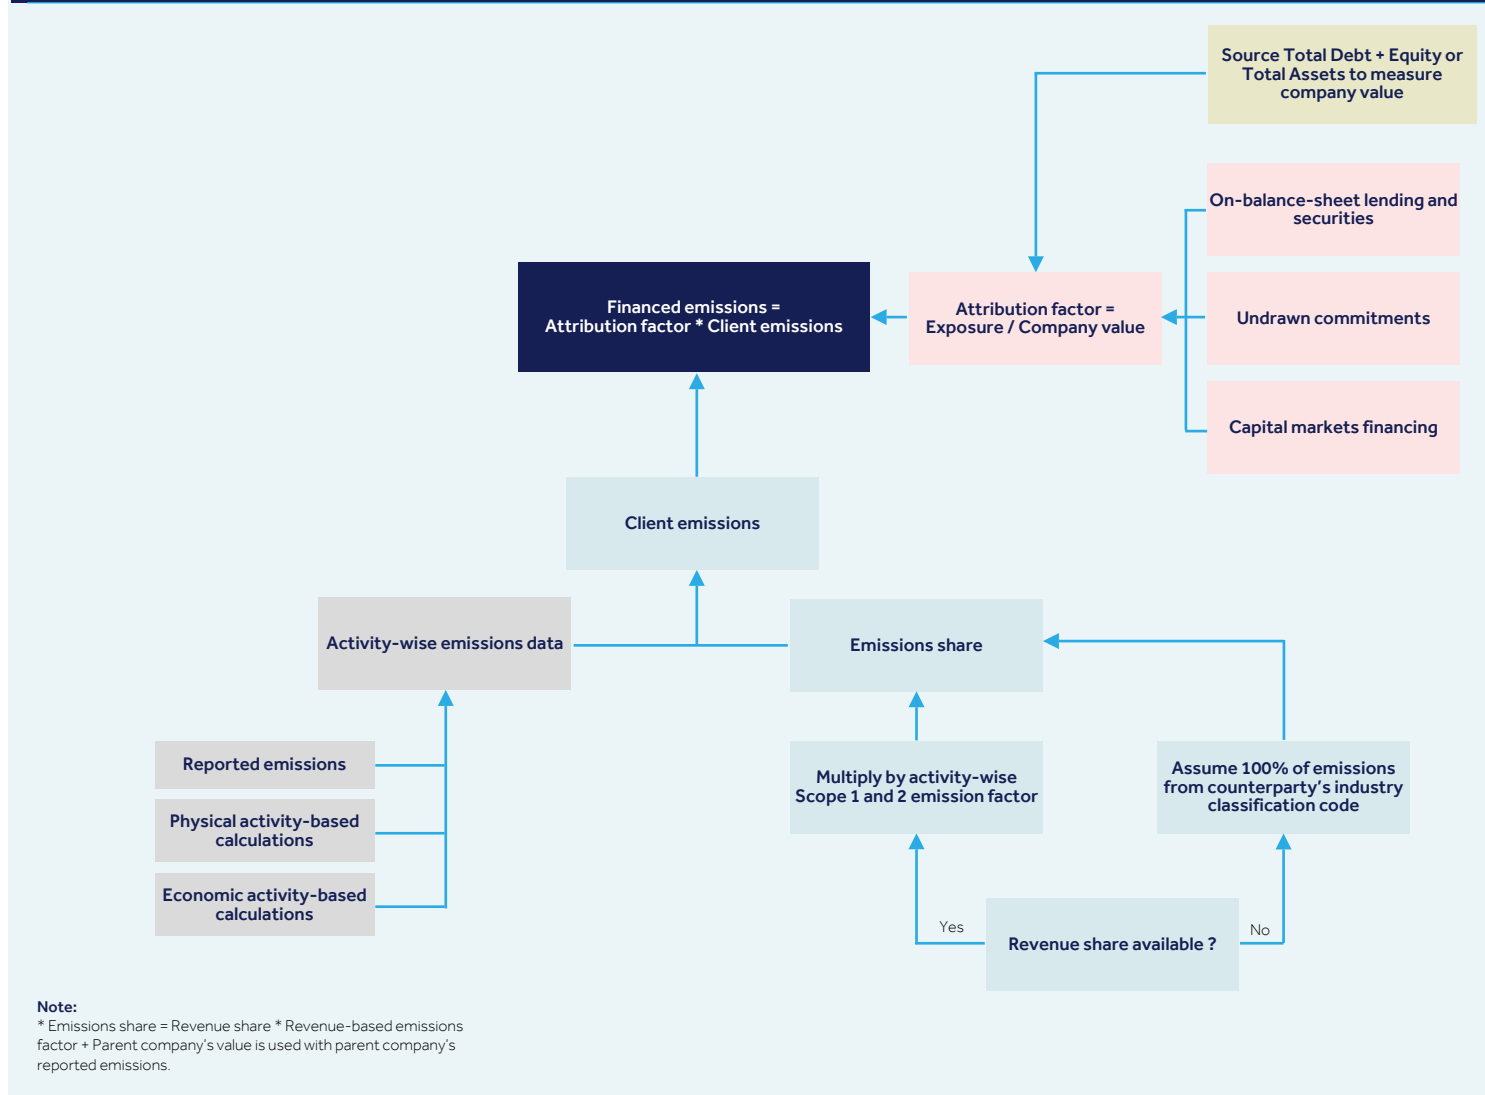 Source Total Debt + Equity or
Total Assets to measure
company value
On-balance-sheet lending and
securities
Financed emissions =
Attribution factor * Client emissions
Attribution factor =
Exposure / Company value
Undrawn commitments
Capital markets financing
Client emissions
Activity-wise emissions data
Emissions share
Reported emissions
Physical activity-based
calculations
Economic activity-based
calculations
Multiply by activity-wise
Scope 1 and 2 emission factor
Assume 100% of emissions
from counterparty's industry
classification code
Yes
Revenue share available ?
No
Note:
* Emissions share = Revenue share * Revenue-based emissions
factor + Parent company's value is used with parent company's
reported emissions.